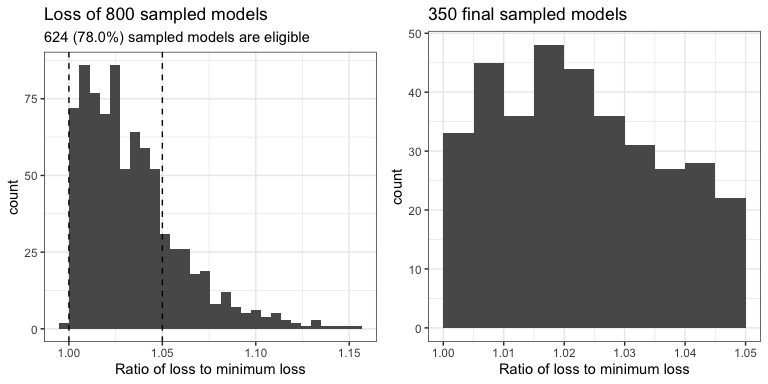 Loss of 800 sampled models
624 (78.0%) sampled models are eligible
count
75
50
25
0
1.00
1.05
1.10
1.15
Ratio of loss to minimum loss
350 final sampled models
count
50
40
30
20
10
0
1.00
1.01
1.02
1.03
1.04
1.05
Ratio of loss to minimum loss